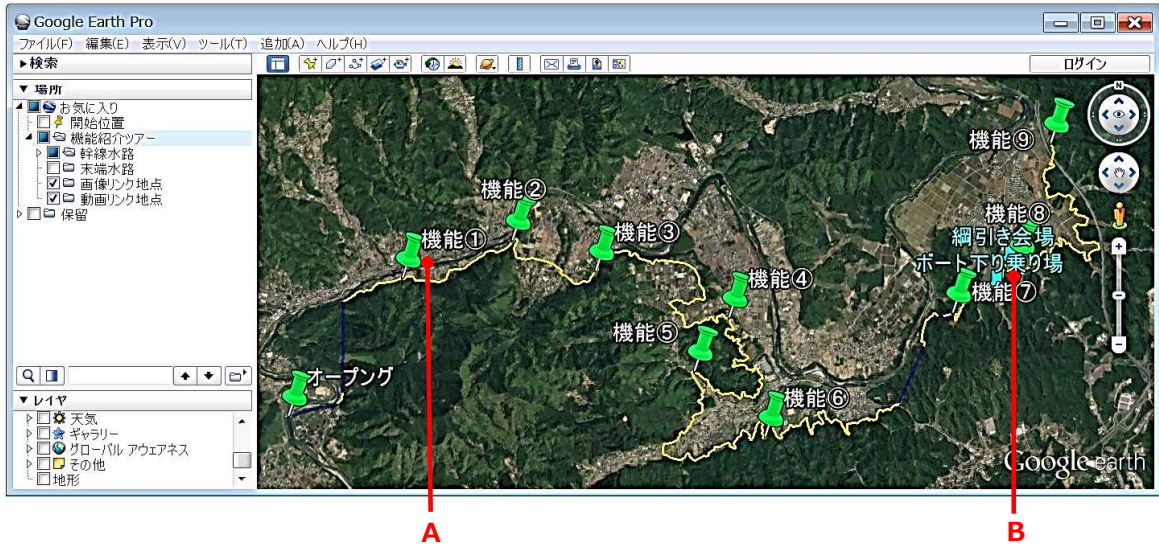 Google Earth Pro
ファイル(F) 編集(E) 表示(V) ツール(T) 追加(A) ヘルプ(H)
▶検索
ログイン
▼ 場所
お気に入り
開始位置
機能紹介ツアー
幹線水路
末端水路
画像リンク地点
動画リンク地点
保留
▼ レイヤ
天気
ギャラリー
グローバル アウェアネス
その他
地形
N
機能⑨
機能②
機能⑧
機能①
機能③
綱引き会場
ボート下り乗り場
機能④
機能⑦
機能⑤
オープング
機能⑥
Google earth
A
B